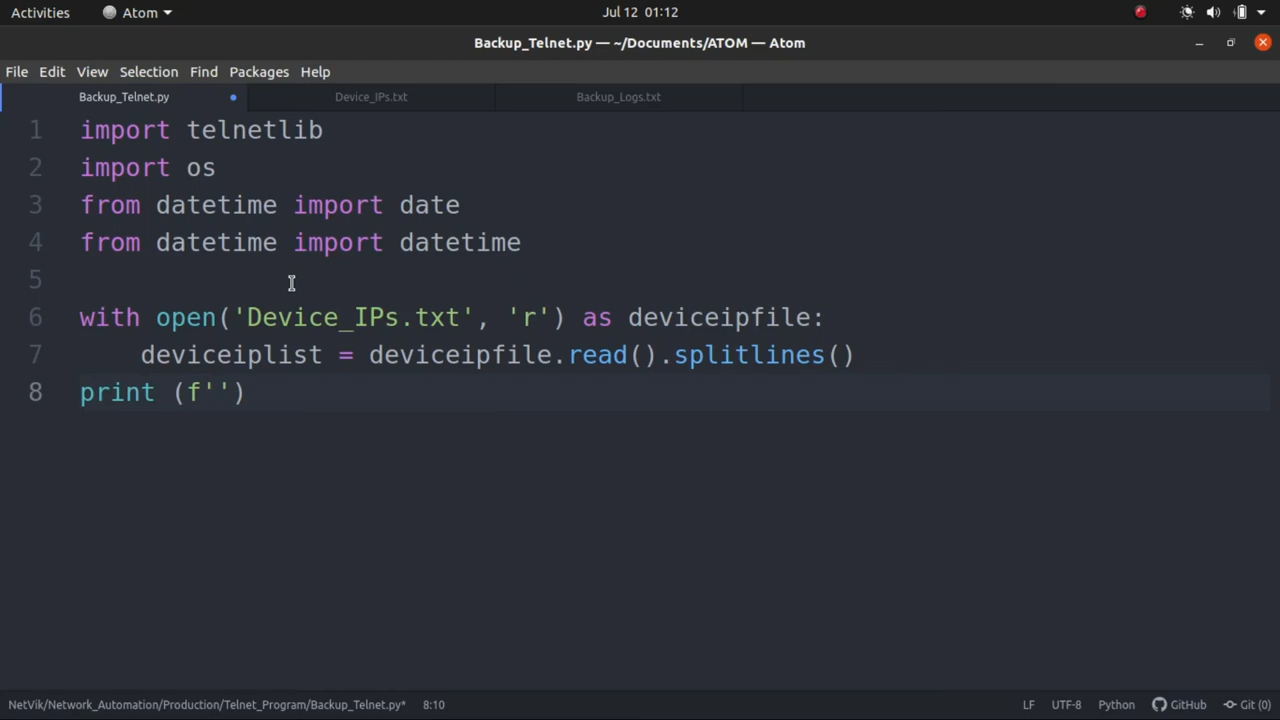 Activities Atom Jul 12 01:12
Backup_Telnet.py — ~/Documents/ATOM — Atom
File Edit View Selection Find Packages Help
Backup_Telnet.py Device_IPs.txt Backup_Logs.txt
1 import telnetlib
2 import os
3 from datetime import date
4 from datetime import datetime
5
6 with open('Device_IPs.txt', 'r') as deviceipfile:
7 deviceiplist = deviceipfile.read().splitlines()
8 print (f'')
NetVik/Network_Automation/Production/Telnet_Program/Backup_Telnet.py* 8:10 LF UTF-8 Python GitHub Git (0)